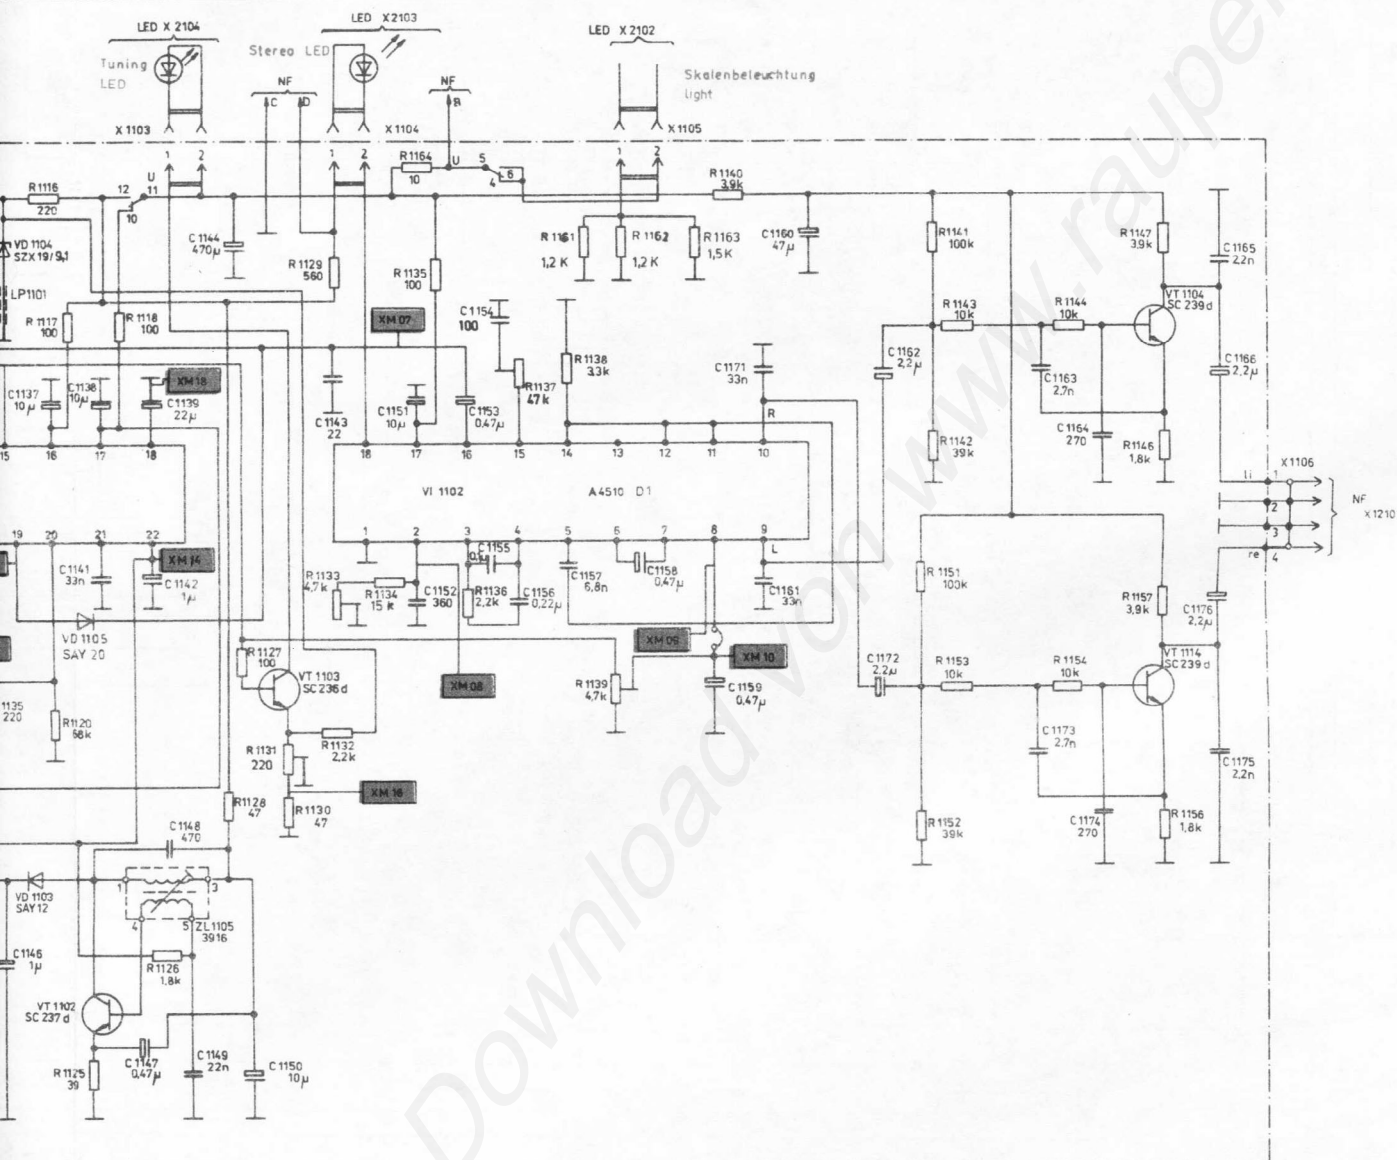 LED X 2104
LED X2103
LED X 2102
Tuning
LED
Stereo LED
NF
C
D
NF
B
Skalenbeleuchtung
light
X 1103
X 1104
X 1105
1
2
U
1
2
R 1164
10
U
5
4
6
1
2
R 1116
220
12
11
10
R 1140
3,9k
VD 1104
SZX 19/9,1
LP1101
C 1144
470µ
R 1129
560
R 1135
100
R 1161
1,2 K
R 1162
1,2 K
R 1163
1,5K
C 1160
47µ
R 1141
100k
R 1147
3,9k
C 1165
2,2n
R 1117
100
R 1118
100
XM 07
C 1154
100
R 1138
3,3k
C 1171
33n
R 1143
10k
R 1144
10k
VT 1104
SC 239d
C 1162
2,2µ
C 1163
2,7n
C 1166
2,2µ
C 1137
10µ
C 1138
10µ
XM 18
C 1139
22µ
C 1143
22
C 1151
10µ
C 1153
0,47µ
R 1137
47k
R
C 1164
270
R 1142
39k
R 1146
1,8k
15
16
17
18
18
17
16
15
14
13
12
11
10
VI 1102
A4510 D1
li
1
X 1106
2
3
re
4
NF
X 1210
19
20
21
22
1
2
3
4
5
6
7
8
9
L
C 1141
33n
XM 14
C 1142
1µ
R 1133
4,7k
R 1134
15 k
C 1152
360
C 1155
R 1136
2,2k
C 1156
0,22µ
C 1157
6,8n
C 1158
0,47µ
C 1161
33n
R 1151
100k
R 1157
3,9k
C 1176
2,2µ
VD 1105
SAY 20
XM 09
XM 10
R 1127
100
VT 1103
SC 236d
XM 08
R 1139
4,7k
C 1159
0,47µ
C 1172
2,2µ
R 1153
10k
R 1154
10k
VT 1114
SC 239d
1135
220
R 1120
68k
R 1131
220
R 1132
2,2k
C 1173
2,7n
C 1175
2,2n
XM 16
R 1128
47
R 1130
47
R 1152
39k
C 1174
270
R 1156
1,8k
C 1148
470
1
3
VD 1103
SAY 12
4
5
ZL1105
3916
C 1146
1µ
R 1126
1,8k
VT 1102
SC 237 d
R 1125
39
C 1147
0,47µ
C 1149
22n
C 1150
10µ
Download von www.rauper